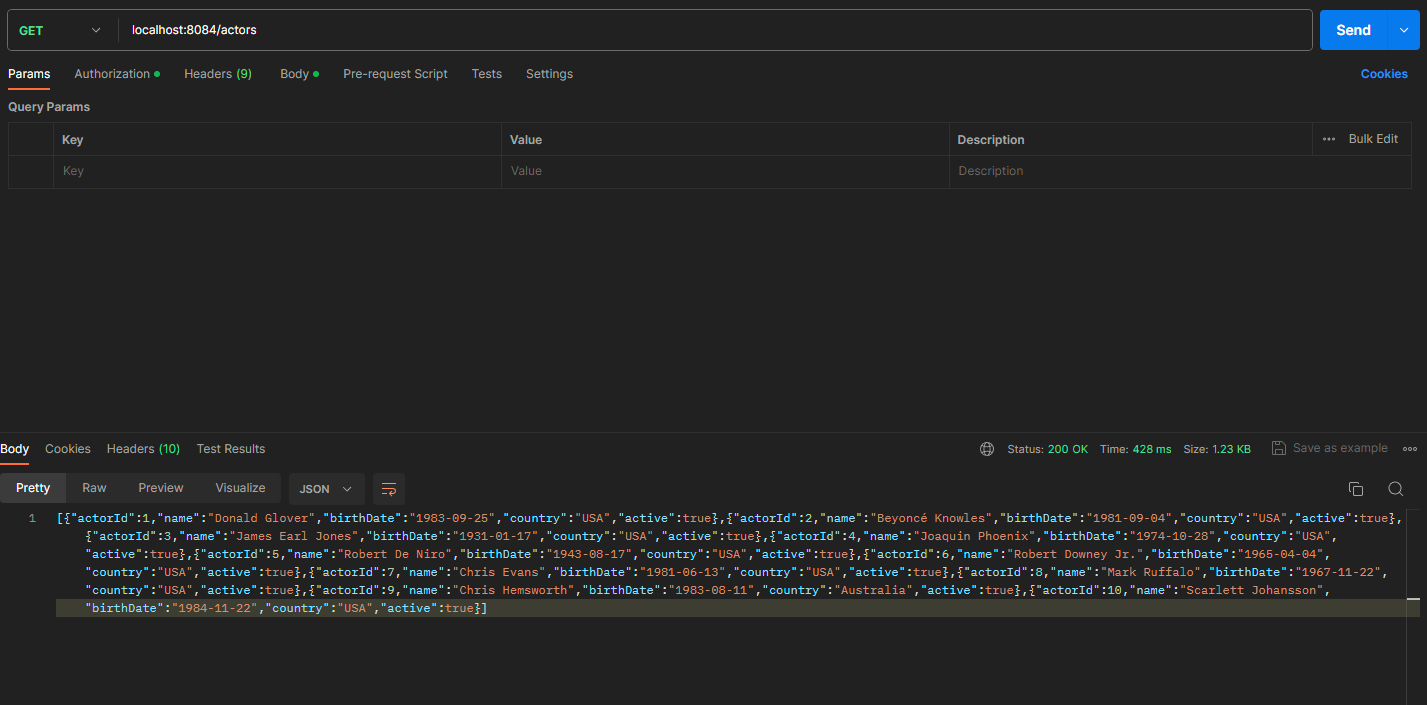 GET localhost:8084/actors Send
Params Authorization Headers (9) Body Pre-request Script Tests Settings Cookies
Query Params
Key Value Description ••• Bulk Edit
Key Value Description
Body Cookies Headers (10) Test Results Status: 200 OK Time: 428 ms Size: 1.23 KB Save as example
Pretty Raw Preview Visualize JSON
1 [{"actorId":1,"name":"Donald Glover","birthDate":"1983-09-25","country":"USA","active":true},{"actorId":2,"name":"Beyoncé Knowles","birthDate":"1981-09-04","country":"USA","active":true},
{"actorId":3,"name":"James Earl Jones","birthDate":"1931-01-17","country":"USA","active":true},{"actorId":4,"name":"Joaquin Phoenix","birthDate":"1974-10-28","country":"USA",
"active":true},{"actorId":5,"name":"Robert De Niro","birthDate":"1943-08-17","country":"USA","active":true},{"actorId":6,"name":"Robert Downey Jr.","birthDate":"1965-04-04",
"country":"USA","active":true},{"actorId":7,"name":"Chris Evans","birthDate":"1981-06-13","country":"USA","active":true},{"actorId":8,"name":"Mark Ruffalo","birthDate":"1967-11-22",
"country":"USA","active":true},{"actorId":9,"name":"Chris Hemsworth","birthDate":"1983-08-11","country":"Australia","active":true},{"actorId":10,"name":"Scarlett Johansson",
"birthDate":"1984-11-22","country":"USA","active":true}]